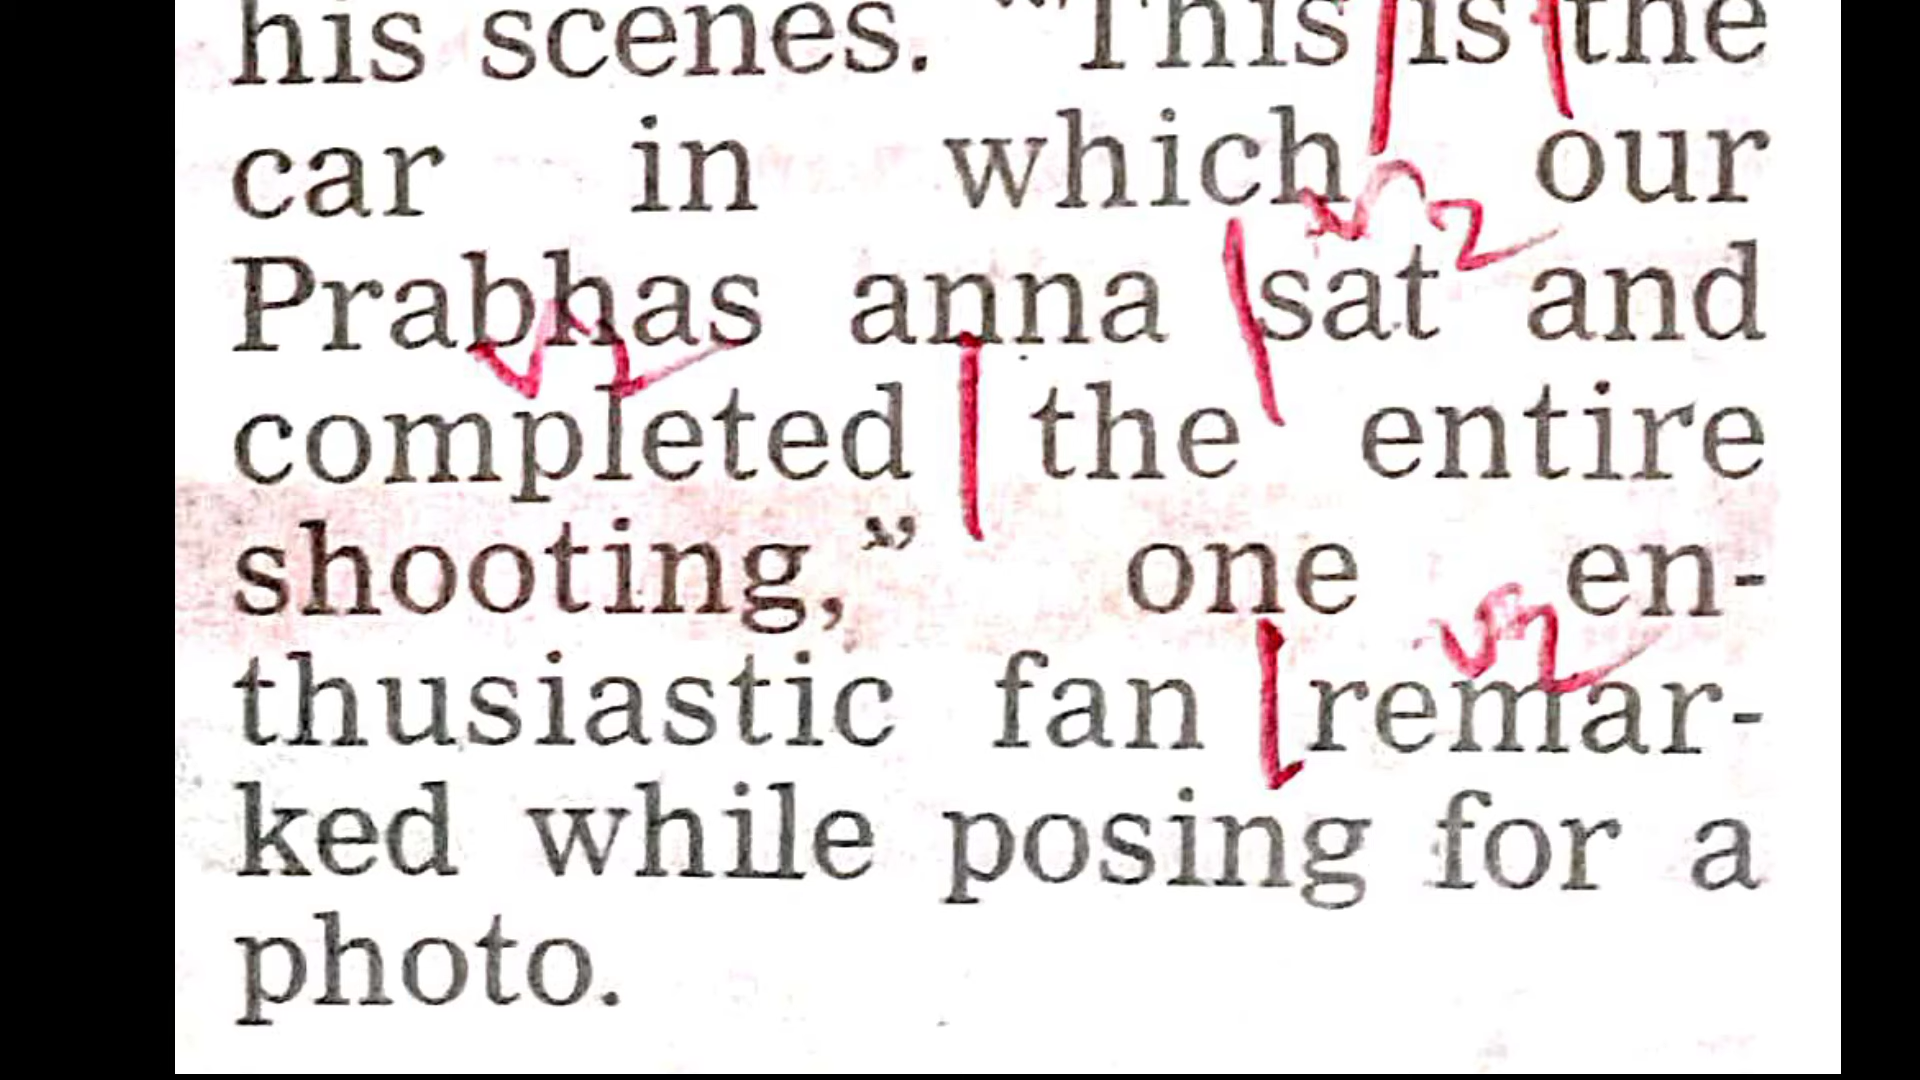 his scenes. “This is the
car in which our
Prabhas anna sat and
completed the entire
shooting,” one en-
thusiastic fan remar-
ked while posing for a
photo.